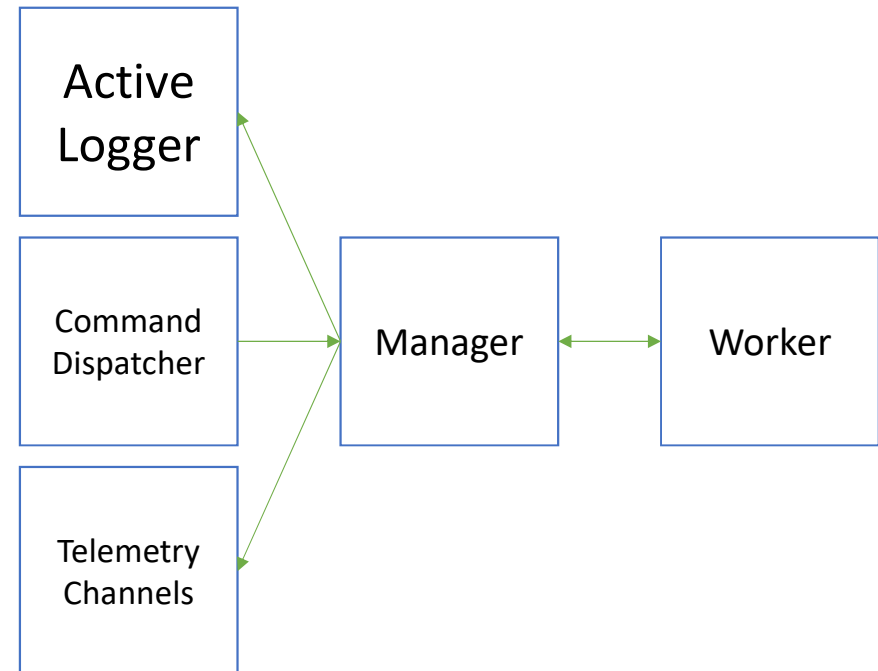 Active
Logger
Command
Dispatcher
Manager
Worker
Telemetry
Channels